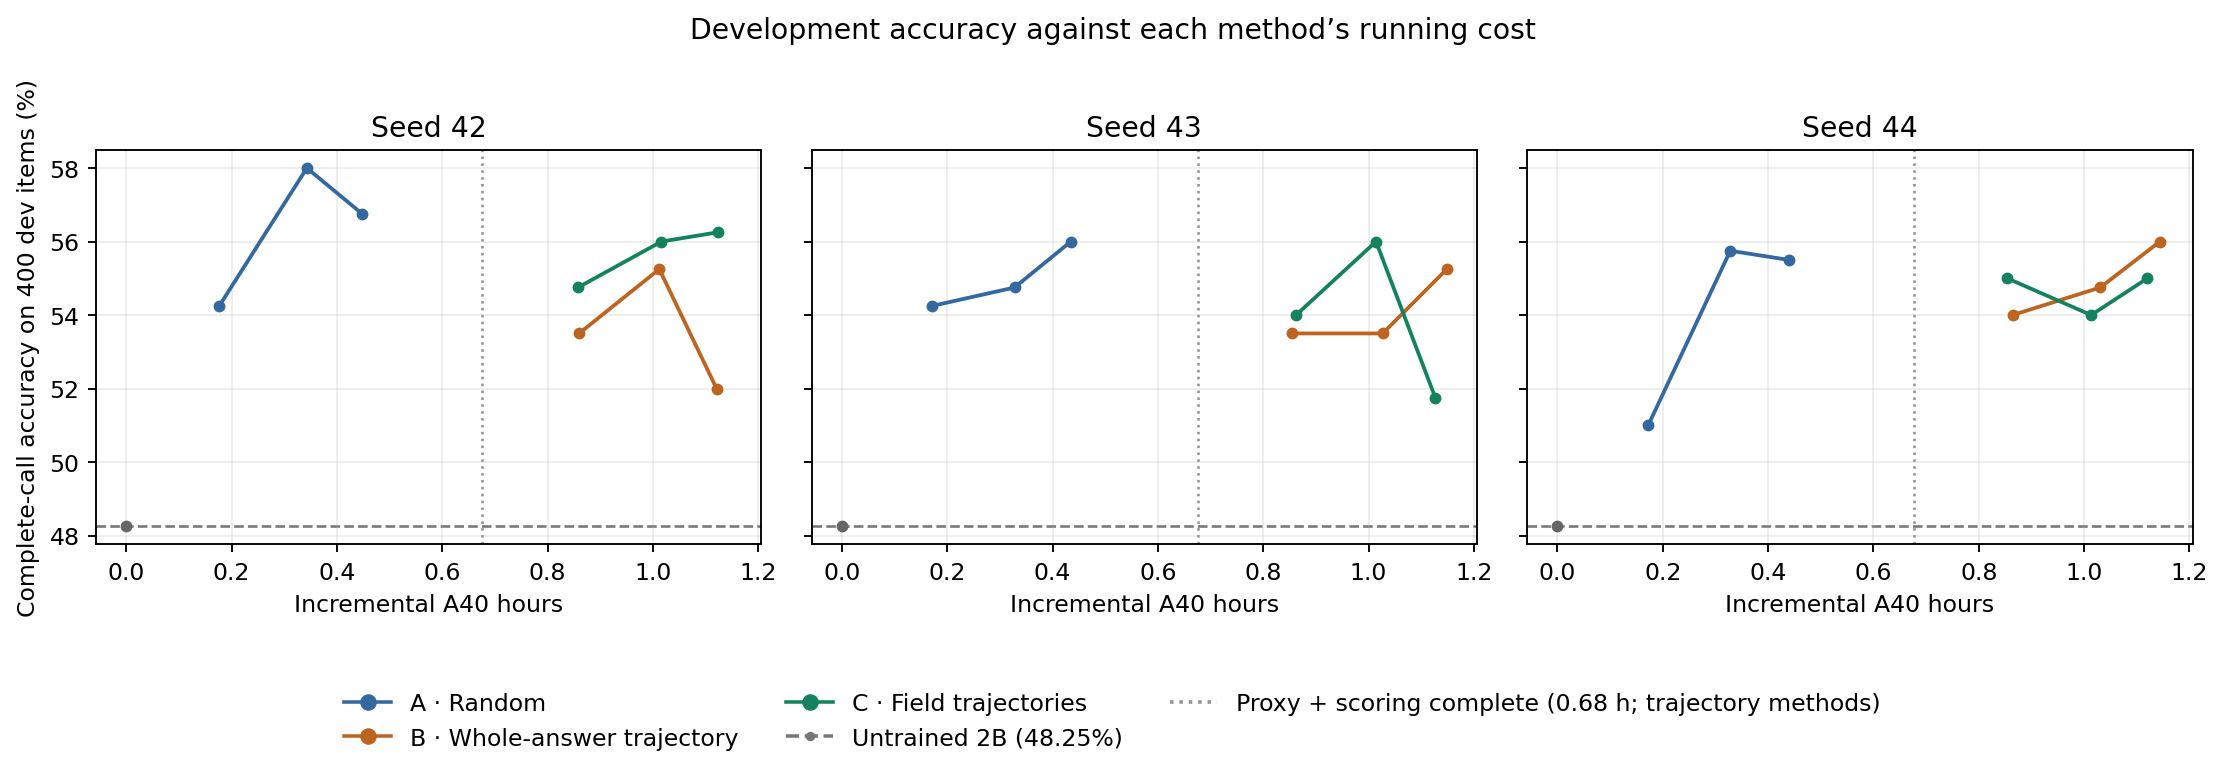 Development accuracy against each method’s running cost
Complete-call accuracy on 400 dev items (%)
Seed 42
58
56
54
52
50
48
0.0 0.2 0.4 0.6 0.8 1.0 1.2
Incremental A40 hours
Seed 43
0.0 0.2 0.4 0.6 0.8 1.0 1.2
Incremental A40 hours
Seed 44
0.0 0.2 0.4 0.6 0.8 1.0 1.2
Incremental A40 hours
A · Random
B · Whole-answer trajectory
C · Field trajectories
Untrained 2B (48.25%)
Proxy + scoring complete (0.68 h; trajectory methods)